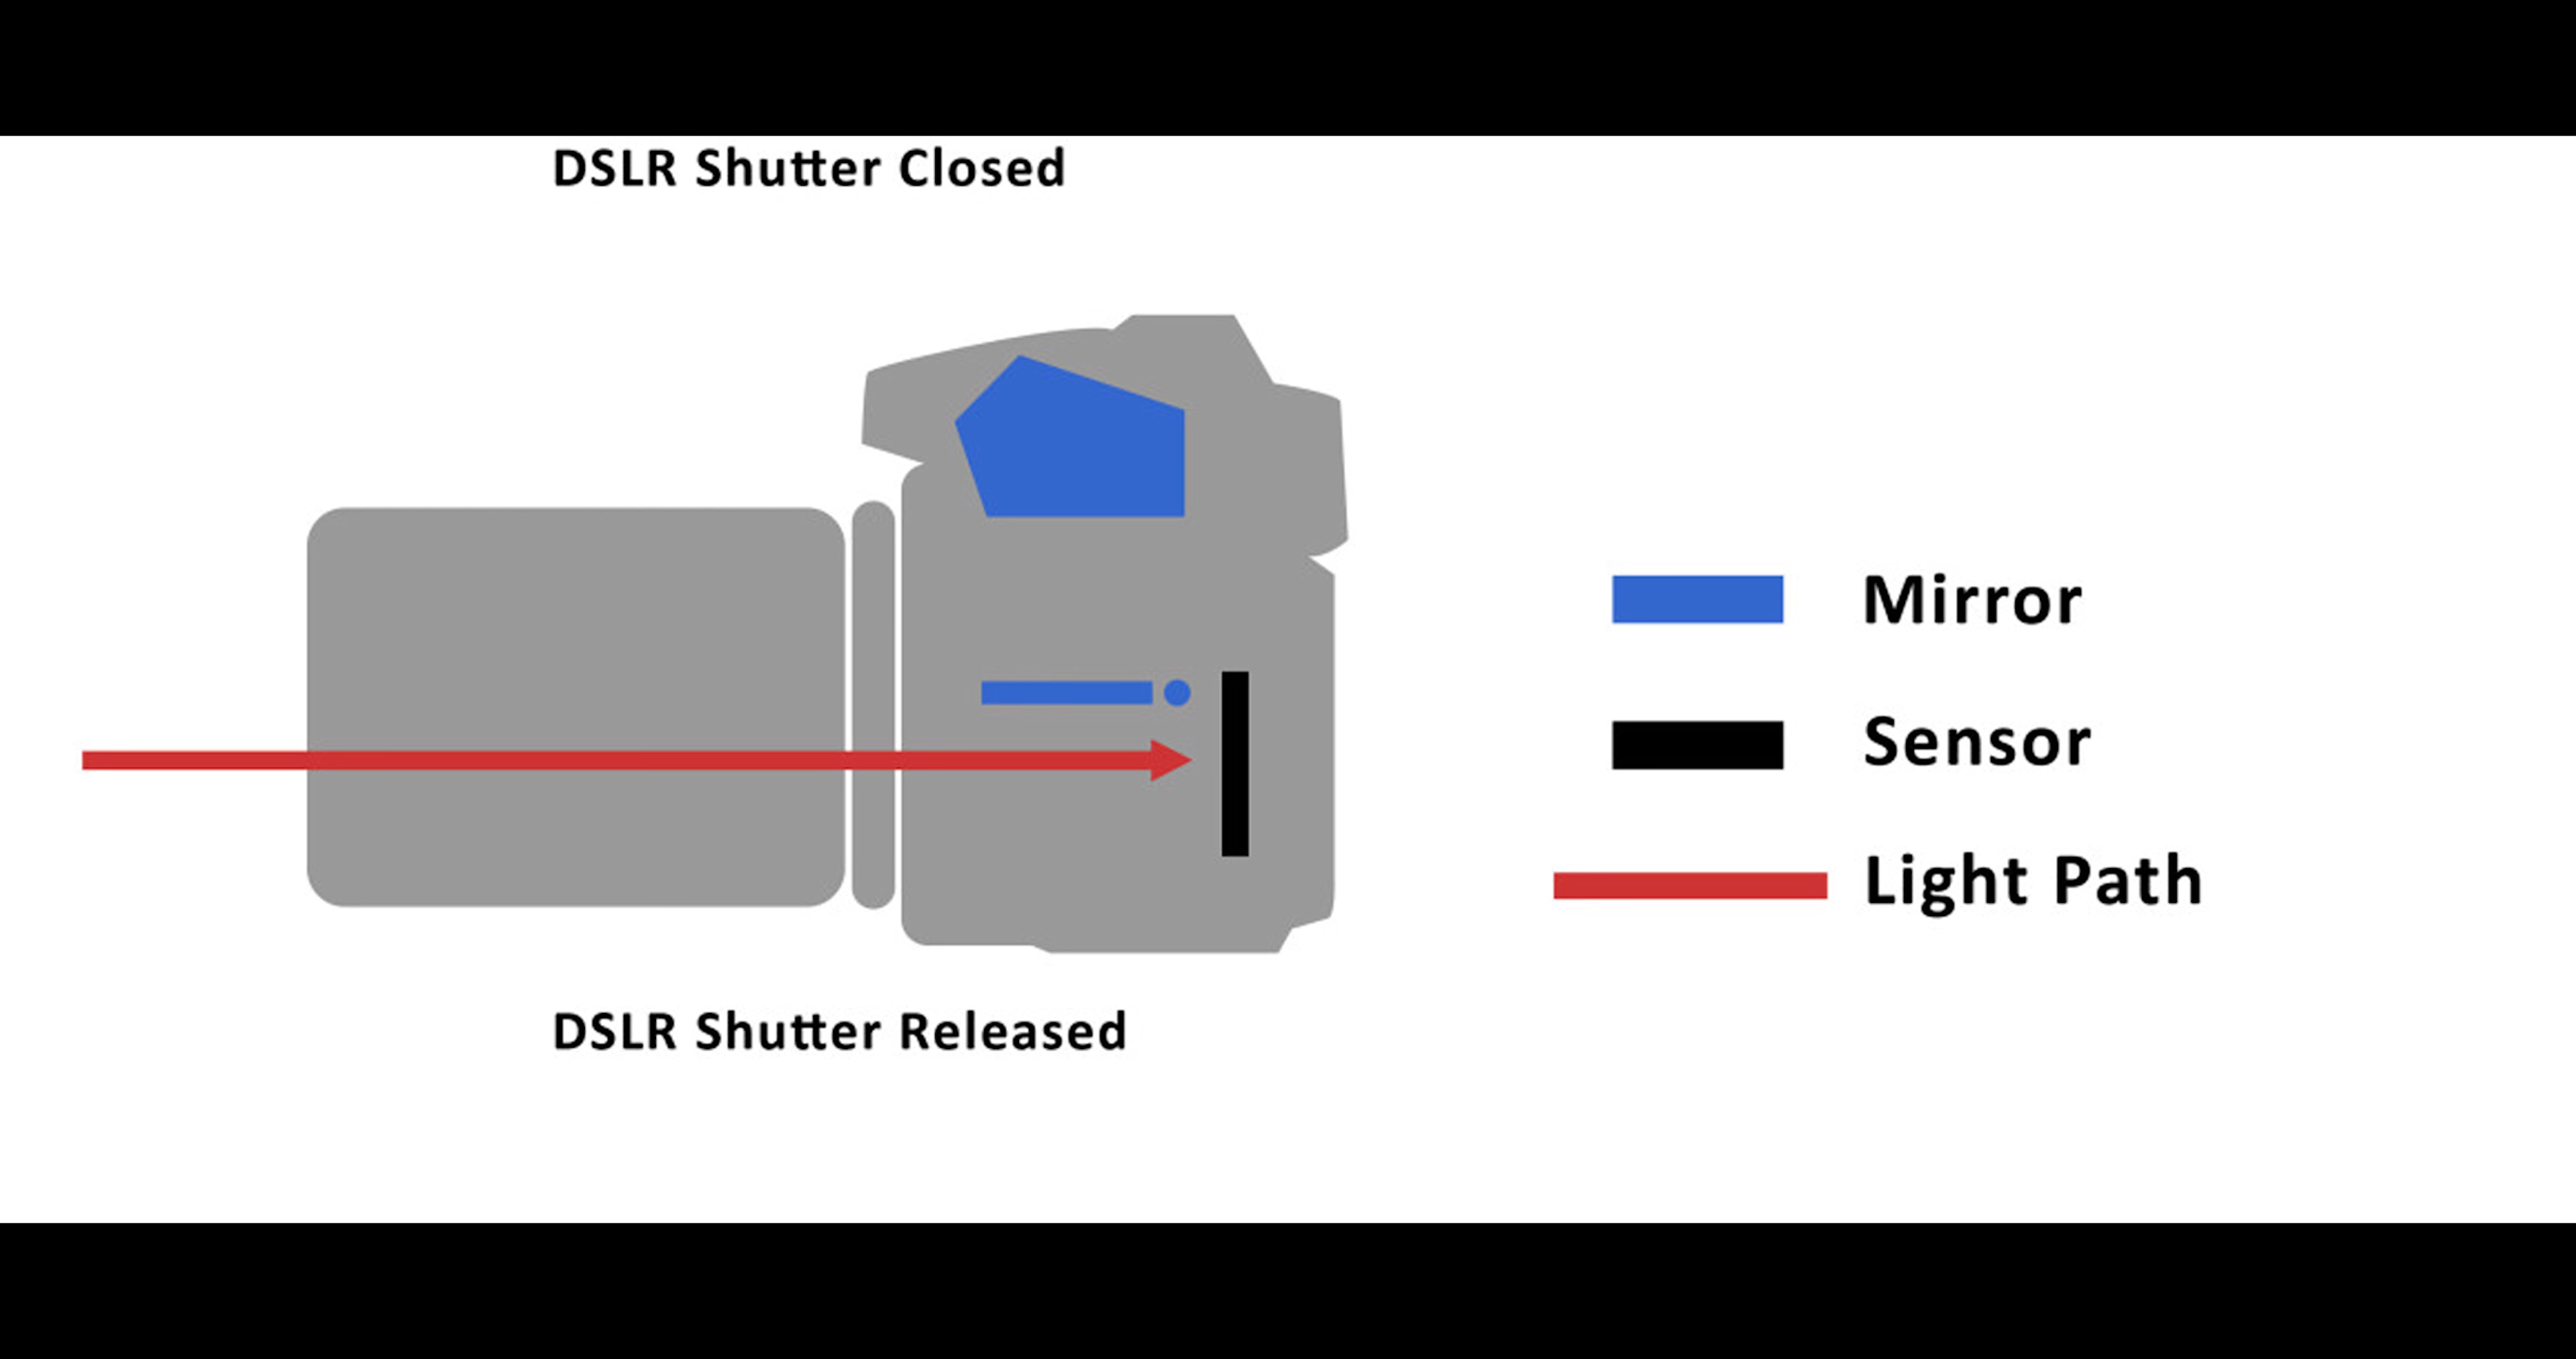 DSLR Shutter Closed
Mirror
Sensor
Light Path
DSLR Shutter Released